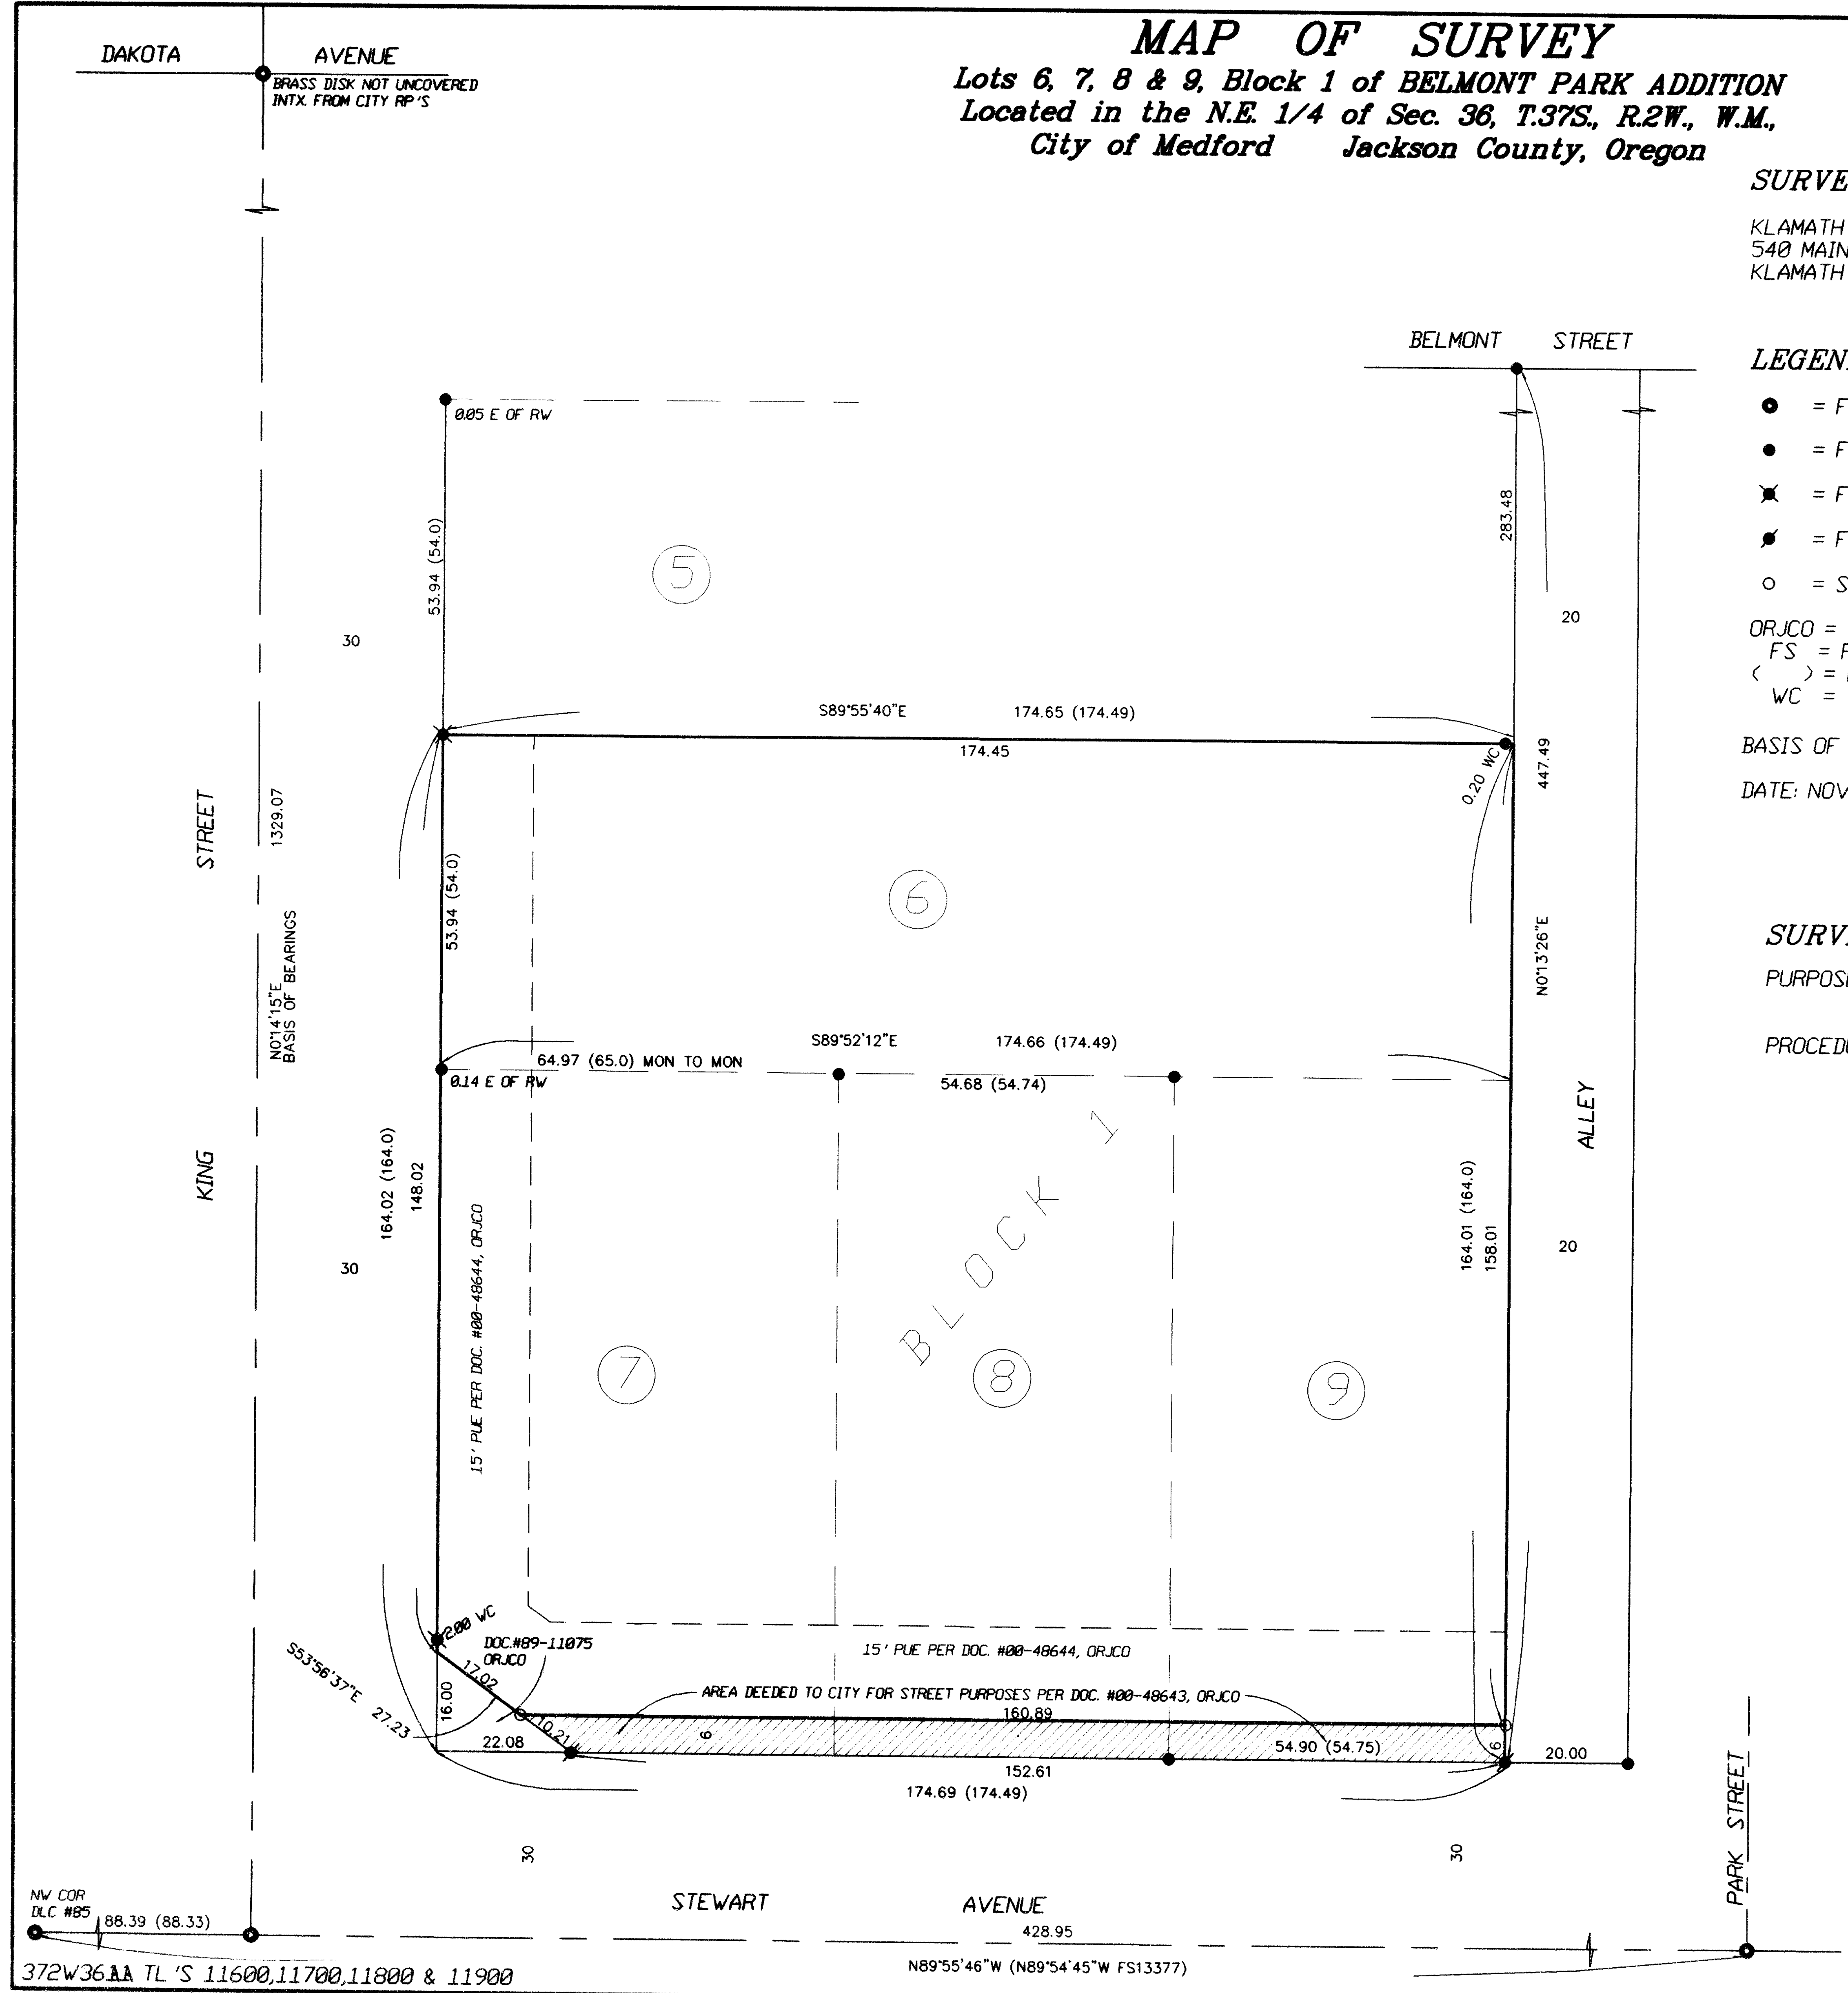 MAP OF SURVEY
Lots 6, 7, 8 & 9, Block 1 of BELMONT PARK ADDITION
Located in the N.E. 1/4 of Sec. 36, T.37S., R.2W., W.M.,
City of Medford Jackson County, Oregon
DAKOTA AVENUE
BRASS DISK NOT UNCOVERED
INTX. FROM CITY RP'S
SURVE
KLAMATH
540 MAIN
KLAMATH
BELMONT STREET
LEGEN
= F
= F
= F
= F
= S
ORJCO =
FS = F
( ) =
WC =
BASIS OF
DATE: NOV
SURV
PURPOS
PROCED
0.05 E OF RW
53.94 (54.0)
5
283.48
30
20
S89°55'40"E 174.65 (174.49)
174.45
0.20 WC
447.49
STREET
1329.07
53.94 (54.0)
6
N0°13'26"E
N0°14'15"E
BASIS OF BEARINGS
S89°52'12"E 174.66 (174.49)
64.97 (65.0) MON TO MON
0.14 E OF RW
54.68 (54.74)
BLOCK 1
ALLEY
KING
164.02 (164.0)
148.02
164.01 (164.0)
158.01
30
20
15' PUE PER DOC. #00-48644, ORJCO
7
8
9
2.00 WC
DOC.#89-11075
ORJCO
15' PUE PER DOC. #00-48644, ORJCO
S53°56'37"E
27.23
17.02
16.00
AREA DEEDED TO CITY FOR STREET PURPOSES PER DOC. #00-48643, ORJCO
160.89
10.21
22.08
6
54.90 (54.75)
6
20.00
152.61
174.69 (174.49)
30
30
PARK STREET
NW COR
DLC #85
88.39 (88.33)
STEWART AVENUE
428.95
N89°55'46"W (N89°54'45"W FS13377)
372W36AA TL'S 11600,11700,11800 & 11900